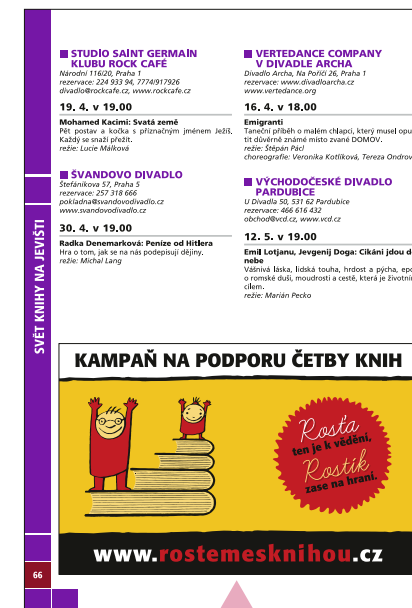 STUDIO SAINT GERMAIN
KLUBU ROCK CAFÉ
Národní 116/20, Praha 1
rezervace: 224 933 94, 7774/917926
divadlo@rockcafe.cz, www.rockcafe.cz
19. 4. v 19.00
Mohamed Kacimi: Svatá země
Pět postav a kočka s příznačným jménem Ježíš.
Každý se snaží přežít.
režie: Lucie Málková
ŠVANDOVO DIVADLO
Štefánikova 57, Praha 5
rezervace: 257 318 666
pokladna@svandovodivadlo.cz
www.svandovodivadlo.cz
30. 4. v 19.00
Radka Denemarková: Peníze od Hitlera
Hra o tom, jak se na nás podepisují dějiny.
režie: Michal Lang
VERTEDANCE COMPANY
V DIVADLE ARCHA
Divadlo Archa, Na Poříčí 26, Praha 1
rezervace: www.divadloarcha.cz
www.vertedance.org
16. 4. v 18.00
Emigranti
Taneční příběh o malém chlapci, který musel opu
tit důvěrně známé místo zvané DOMOV.
režie: Štěpán Pácl
choreografie: Veronika Kotlíková, Tereza Ondrov
VÝCHODOČESKÉ DIVADLO
PARDUBICE
U Divadla 50, 531 62 Pardubice
rezervace: 466 616 432
obchod@vcd.cz, www.vcd.cz
12. 5. v 19.00
Emil Lotjanu, Jevgenij Doga: Cikáni jdou d
nebe
Vášnivá láska, lidská touha, hrdost a pýcha, epo
o romské duši, moudrosti a cestě, která je životní
cílem.
režie: Marián Pecko
SVĚT KNIHY NA JEVIŠTI
KAMPAŇ NA PODPORU ČETBY KNIH
Rosťa
ten je k vědění,
Rostík
zase na hraní.
www.rostemesknihou.cz
66